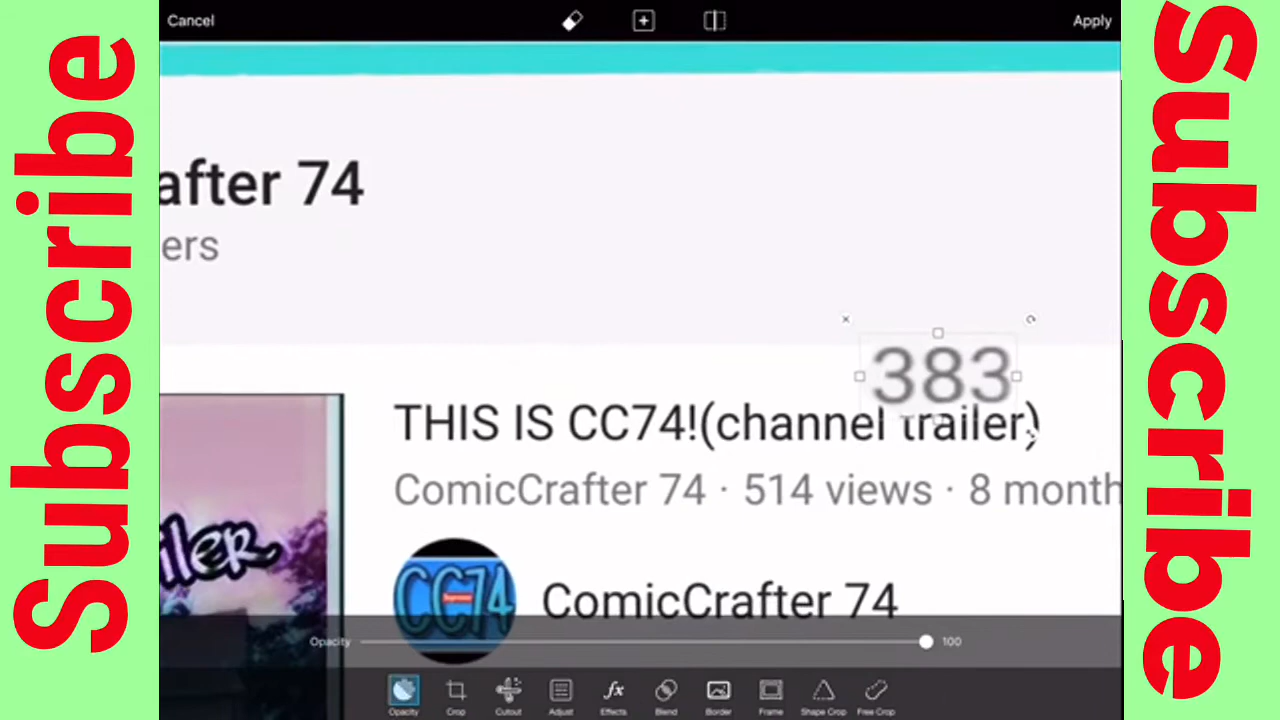 Subscribe
Subscribe
Cancel
Apply
after 74
ers
383
THIS IS CC74!(channel trailer)
ComicCrafter 74 · 514 views · 8 month
CC74
ComicCrafter 74
Opacity
100
Opacity
Crop
Cutout
Adjust
fx
Effects
Blend
Border
Frame
Shape Crop
Free Crop